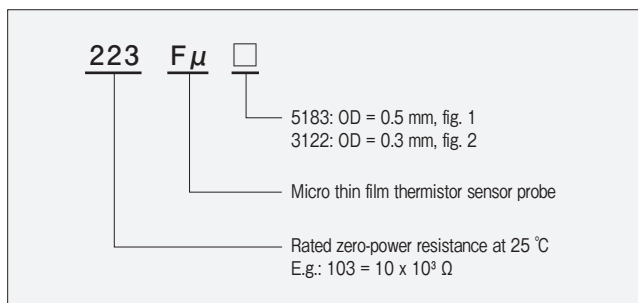 223 Fμ □
5183: OD = 0.5 mm, fig. 1
3122: OD = 0.3 mm, fig. 2
Micro thin film thermistor sensor probe
Rated zero-power resistance at 25 ℃
E.g.: 103 = 10 x 10³ Ω